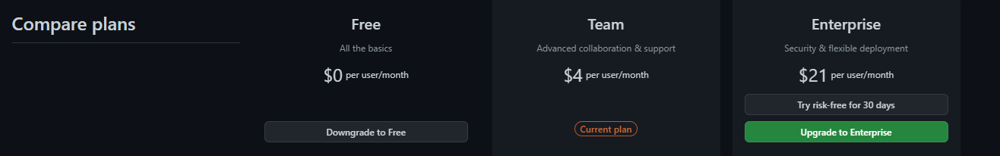 Compare plans
Free
All the basics
$0 per user/month
Downgrade to Free
Team
Advanced collaboration & support
$4 per user/month
Current plan
Enterprise
Security & flexible deployment
$21 per user/month
Try risk-free for 30 days
Upgrade to Enterprise